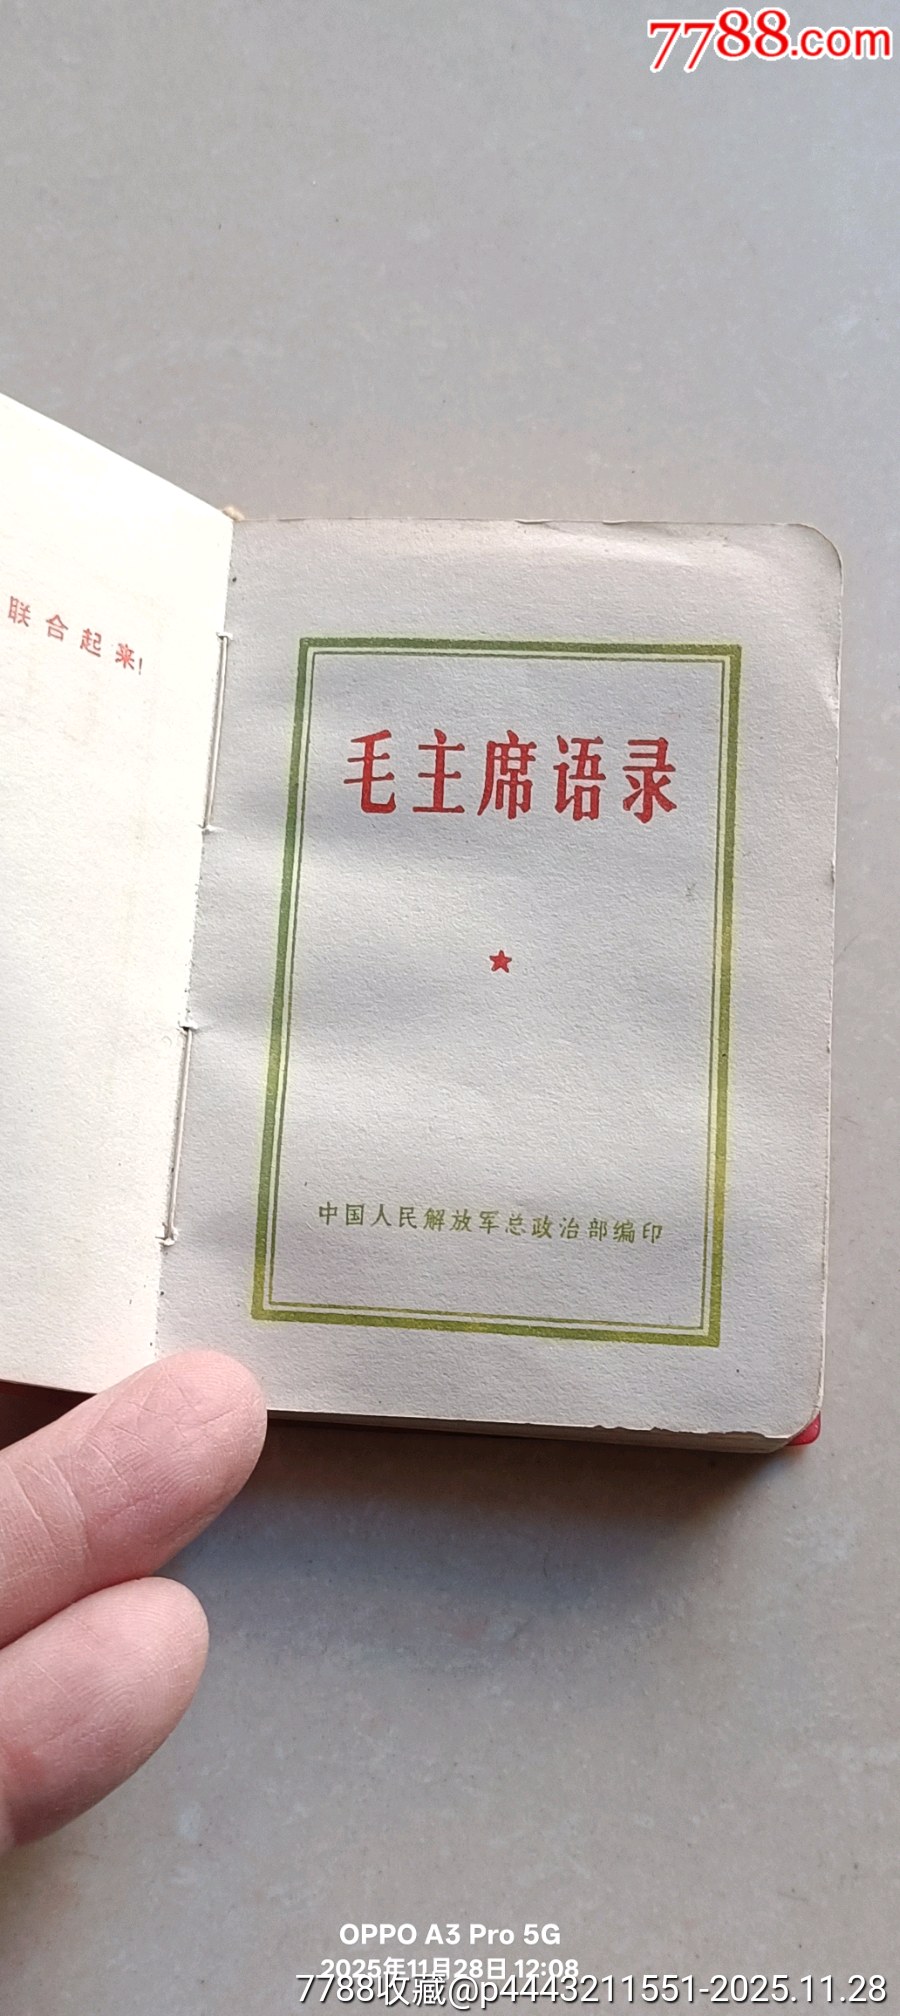 7788.com
联合起来!
毛主席语录
中国人民解放军总政治部编印
OPPO A3 Pro 5G
2025年11月28日 12:08
7788收藏@p4443211551-2025.11.28